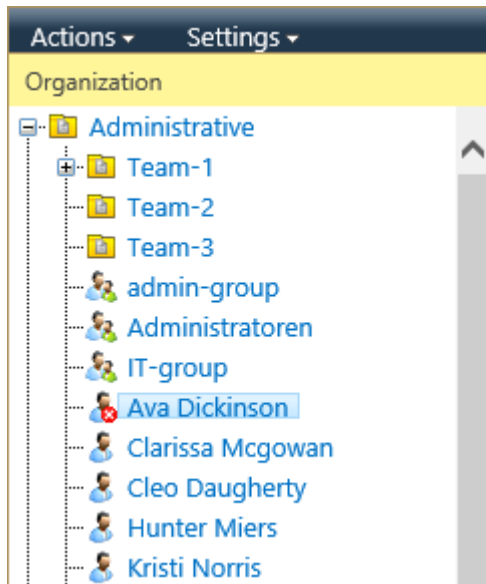 Actions Settings
Organization
Administrative
Team-1
Team-2
Team-3
admin-group
Administratoren
IT-group
Ava Dickinson
Clarissa Mcgowan
Cleo Daugherty
Hunter Miers
Kristi Norris